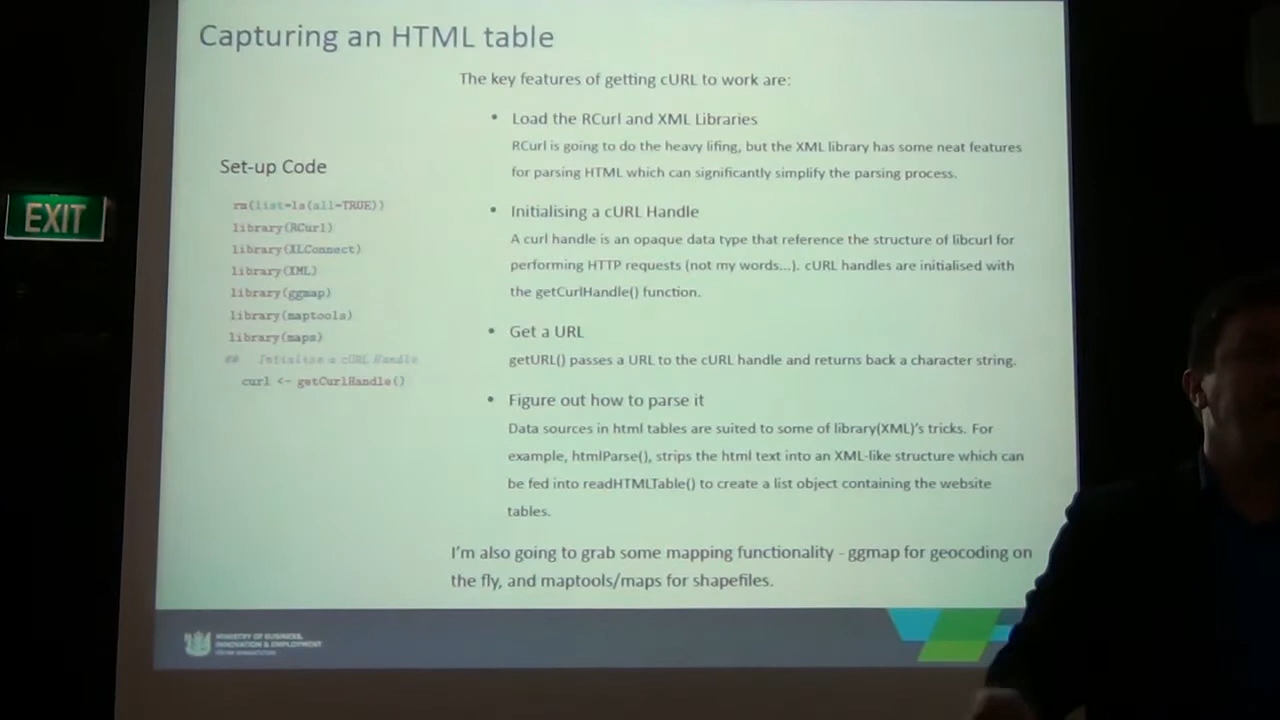 Capturing an HTML table
The key features of getting cURL to work are:
• Load the RCurl and XML Libraries
RCurl is going to do the heavy lifing, but the XML library has some neat features
for parsing HTML which can significantly simplify the parsing process.
Set-up Code
rm(list=ls(all=TRUE))
library(RCurl)
library(XLConnect)
library(XML)
library(ggmap)
library(maptools)
library(maps)
## Initialise a cURL Handle
curl <- getCurlHandle()
• Initialising a cURL Handle
A curl handle is an opaque data type that reference the structure of libcurl for
performing HTTP requests (not my words...). cURL handles are initialised with
the getCurlHandle() function.
• Get a URL
getURL() passes a URL to the cURL handle and returns back a character string.
• Figure out how to parse it
Data sources in html tables are suited to some of library(XML)'s tricks. For
example, htmlParse(), strips the html text into an XML-like structure which can
be fed into readHTMLTable() to create a list object containing the website
tables.
I'm also going to grab some mapping functionality - ggmap for geocoding on
the fly, and maptools/maps for shapefiles.
EXIT
MINISTRY OF BUSINESS,
INNOVATION & EMPLOYMENT